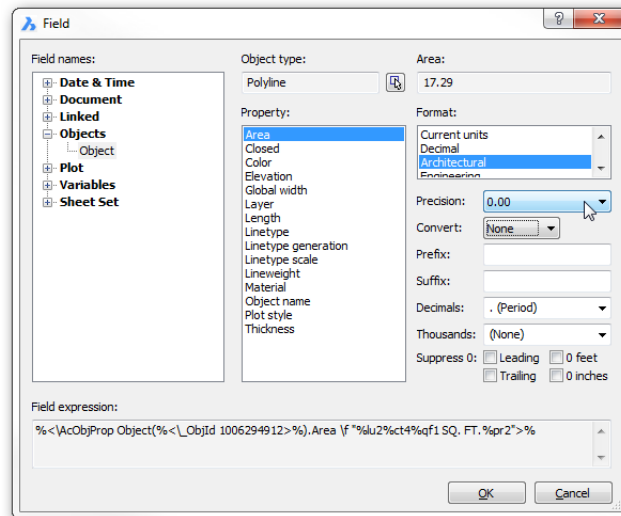 Field
Field names:
Date & Time
Document
Linked
Objects
Object
Plot
Variables
Sheet Set
Object type:
Polyline
Property:
Area
Closed
Color
Elevation
Global width
Layer
Length
Linetype
Linetype generation
Linetype scale
Lineweight
Material
Object name
Plot style
Thickness
Area:
17.29
Format:
Current units
Decimal
Architectural
Engineering
Precision: 0.00
Convert: None
Prefix:
Suffix:
Decimals: . (Period)
Thousands: (None)
Suppress 0: Leading 0 feet
Trailing 0 inches
Field expression:
%<\AcObjProp Object(%<\_ObjId 1006294912>%).Area \f "%lu2%ct4%qf1 SQ. FT.%pr2">%
OK Cancel